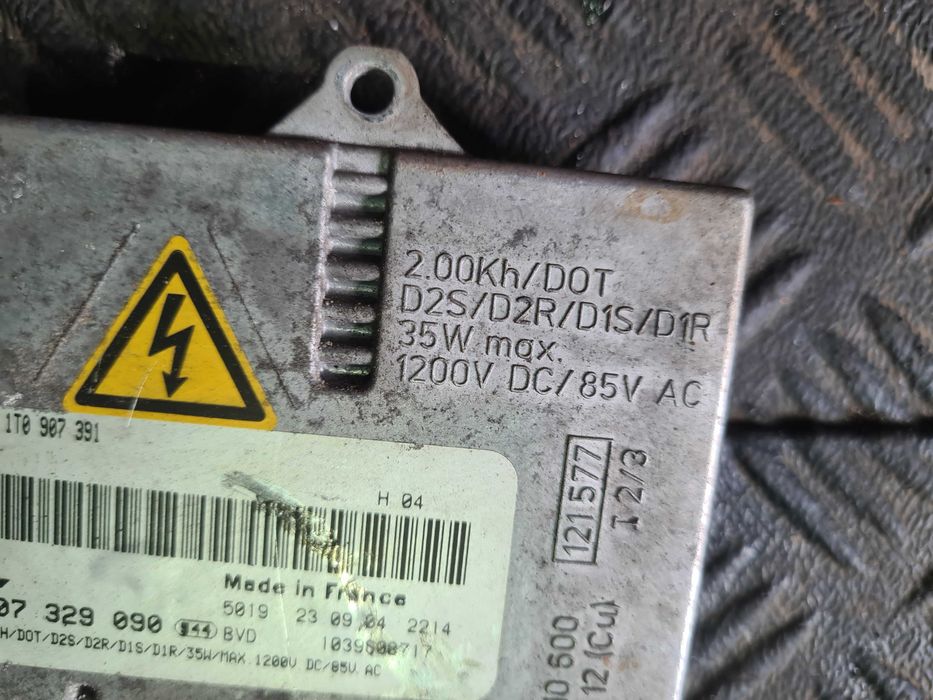 2.00Kh/DOT
D2S/D2R/D1S/D1R
35W max.
1200V DC/85V AC
1T0 907 391
H 04
Made in France
07 329 090 BVD
5019 23 09 04 2214
1039608717
H/DOT/D2S/D2R/D1S/D1R/35W/MAX.1200V DC/85V AC
121577
T 2/3
10 600
12 (Cu)